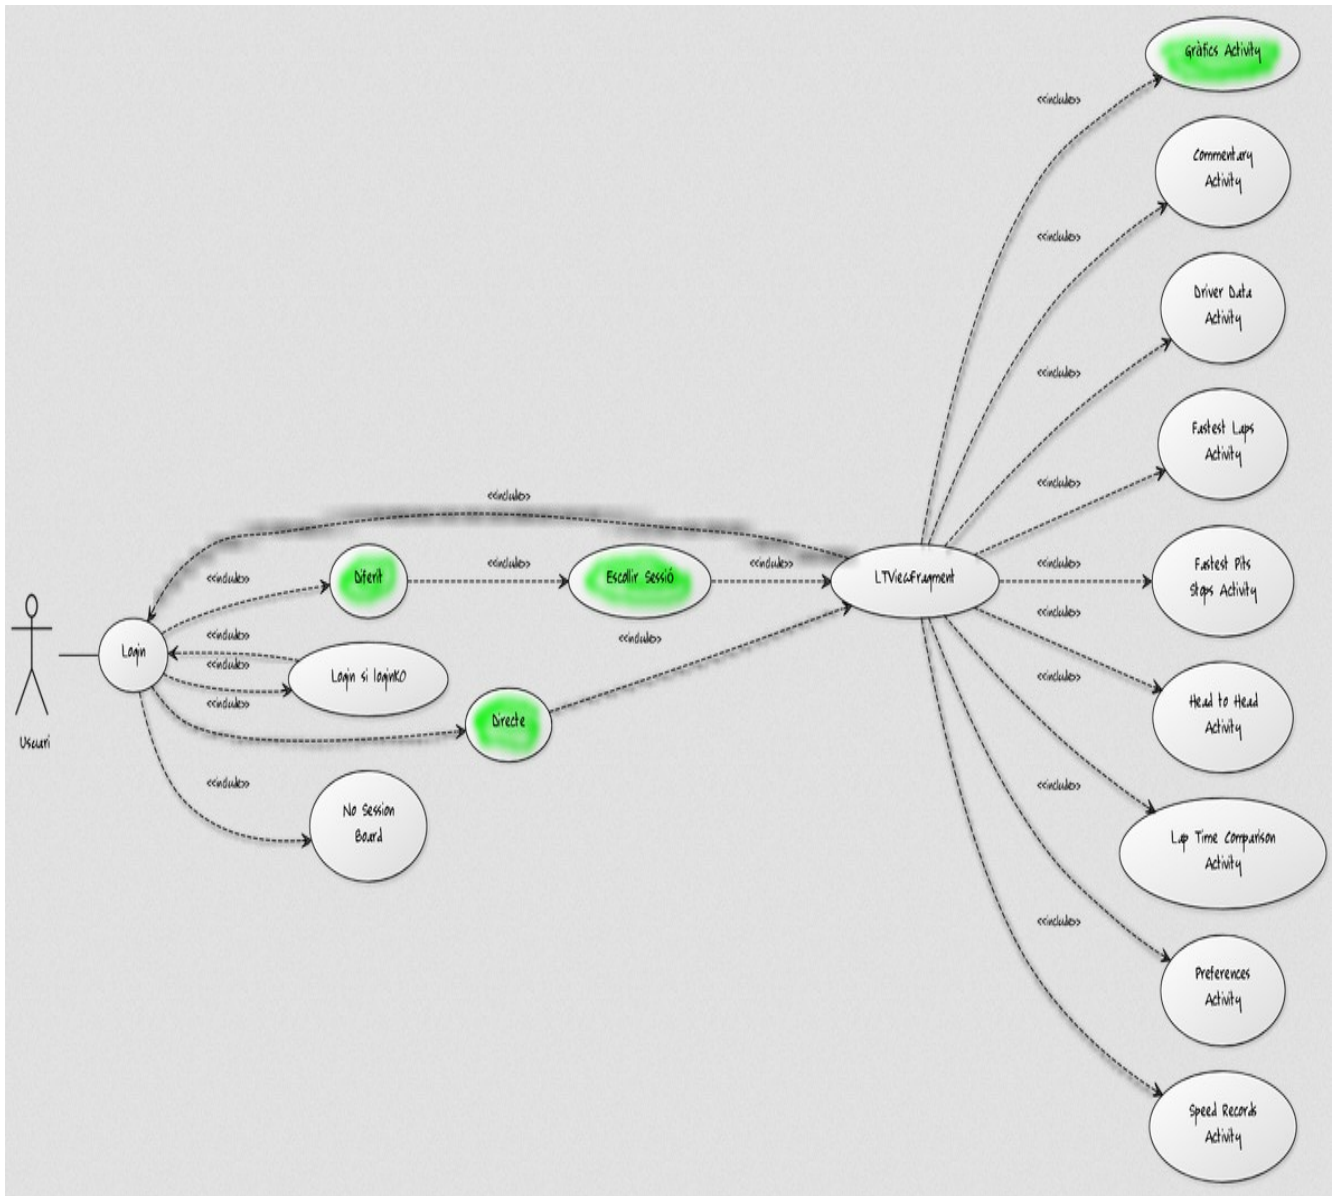 Gràfics Activity
<<include>>
Commentary
Activity
<<include>>
Driver Data
Activity
<<include>>
Fastest Laps
Activity
<<include>>
<<include>>
<<include>>
Diferit
<<include>>
Escollir Sessió
<<include>>
LTViewfragment
<<include>>
Fastest Pits
Stops Activity
<<include>>
<<include>>
Login
<<include>>
<<include>>
Login si loginKO
<<include>>
<<include>>
Head to Head
Activity
Directe
Usuari
<<include>>
<<include>>
No Session
Board
Lap Time Comparison
Activity
<<include>>
Preferences
Activity
Speed Records
Activity